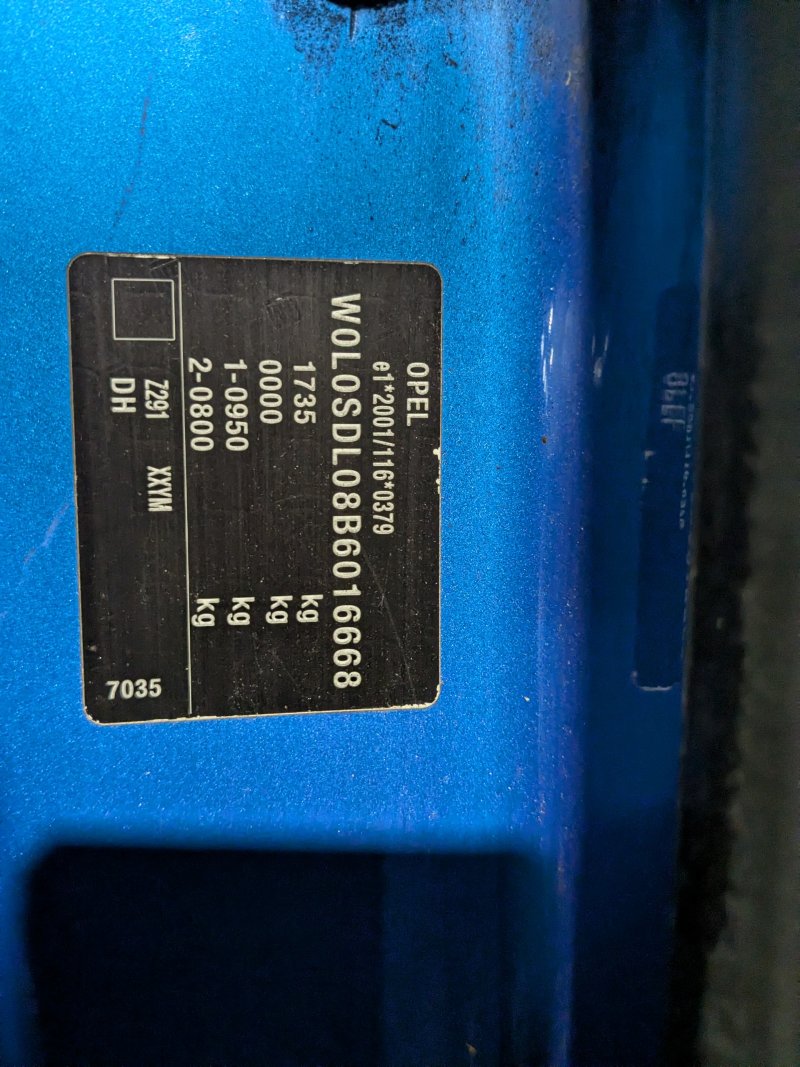 OPEL
e1*2001/116*0379
W0L0SDL08B6016668
1735 kg
0000 kg
1-0950 kg
2-0800 kg
7291 XXYM
DH
7035